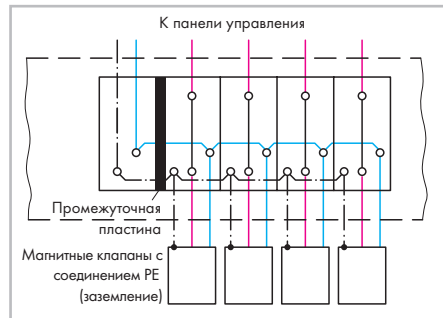 К панели управления
Промежуточная
пластина
Магнитные клапаны с
соединением PE
(заземление)